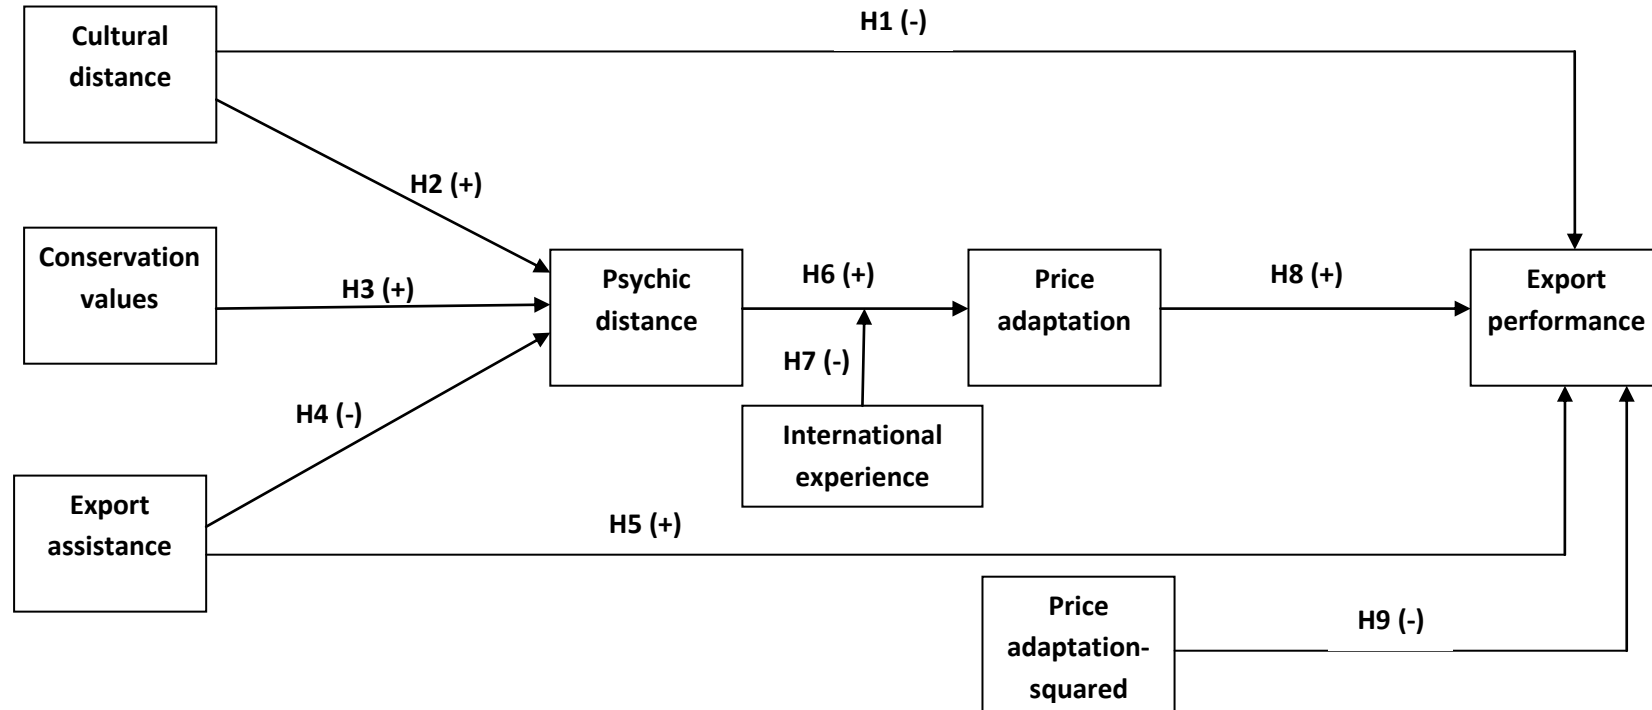 H1 (-)
Cultural
distance
H2 (+)
Conservation
values
H3 (+)
Psychic
distance
H6 (+)
Price
adaptation
H8 (+)
Export
performance
H7 (-)
H4 (-)
International
experience
Export
assistance
H5 (+)
Price
adaptation-
squared
H9 (-)